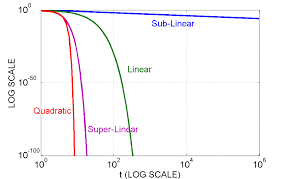 10^0
Sub-Linear
Linear
10^-50
Quadratic
Super-Linear
10^-100
10^0
10^2
10^4
10^6
LOG SCALE
t (LOG SCALE)